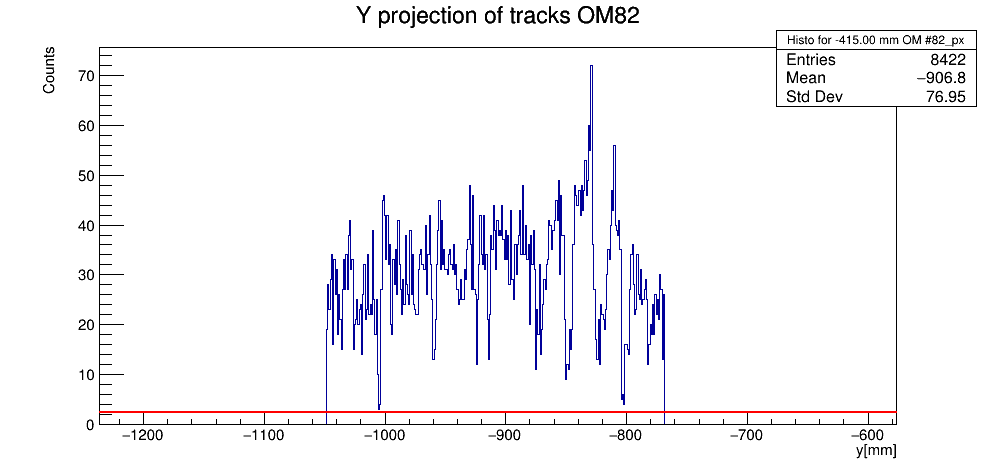 Y projection of tracks OM82
Histo for -415.00 mm OM #82_px
Entries 8422
Mean −906.8
Std Dev 76.95
Counts
70
60
50
40
30
20
10
0
−1200 −1100 −1000 −900 −800 −700 −600
y[mm]